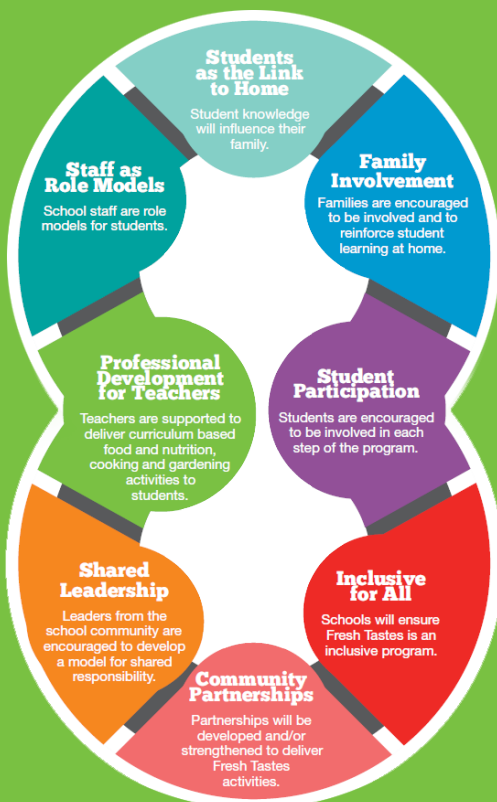 Students
as the Link
to Home
Student knowledge
will influence their
family.
Staff as
Role Models
School staff are role
models for students.
Family
Involvement
Families are encouraged
to be involved and to
reinforce student
learning at home.
Professional
Development
for Teachers
Teachers are supported to
deliver curriculum based
food and nutrition,
cooking and gardening
activities to
students.
Student
Participation
Students are encouraged
to be involved in each
step of the program.
Shared
Leadership
Leaders from the
school community are
encouraged to develop
a model for shared
responsibility.
Inclusive
for All
Schools will ensure
Fresh Tastes is an
inclusive program.
Community
Partnerships
Partnerships will be
developed and/or
strengthened to deliver
Fresh Tastes
activities.